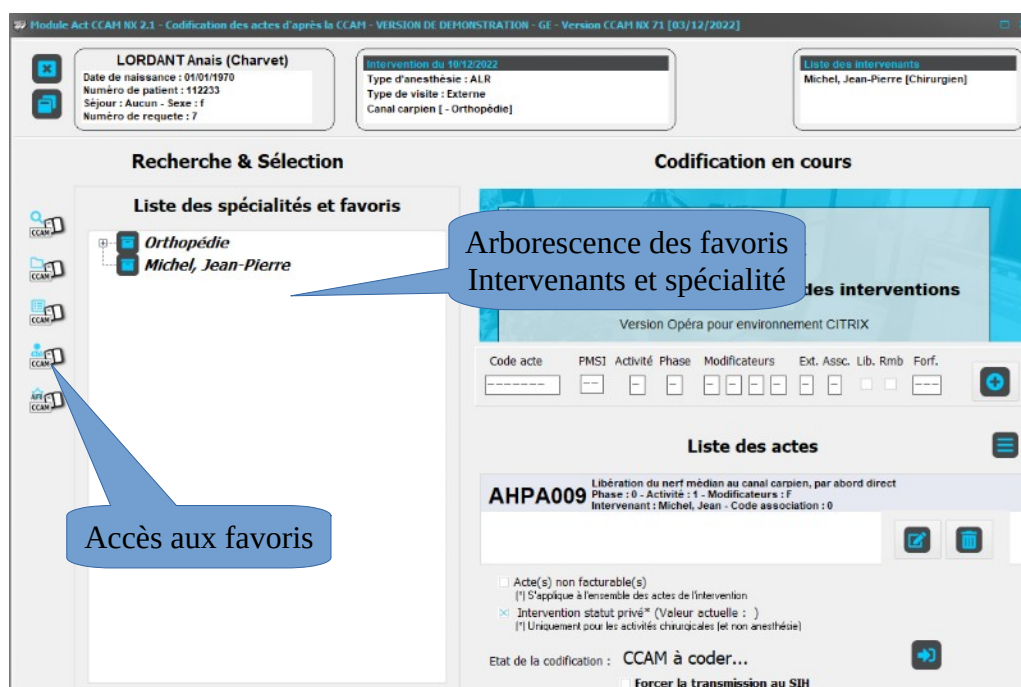 Module Act CCAM NX 2.1 - Codification des actes d'après la CCAM - VERSION DE DEMONSTRATION - GE - Version CCAM NX 71 [03/12/2022]
LORDANT Anais (Charvet)
Date de naissance : 01/01/1970
Numéro de patient : 112233
Séjour : Aucun - Sexe : f
Numéro de requete : 7
Intervention du 10/12/2022
Type d'anesthésie : ALR
Type de visite : Externe
Canal carpien [ - Orthopédie]
Liste des intervenants
Michel, Jean-Pierre [Chirurgien]
Recherche & Sélection
Codification en cours
Liste des spécialités et favoris
Orthopédie
Michel, Jean-Pierre
CCAM
CCAM
CCAM
CCAM
CCAM
Arborescence des favoris
Intervenants et spécialité
des interventions
Version Opéra pour environnement CITRIX
Code acte PMSI Activité Phase Modificateurs Ext. Assc. Lib. Rmb Forf.
------- -- - - - - - - - - ---
Liste des actes
AHPA009
Libération du nerf médian au canal carpien, par abord direct
Phase : 0 - Activité : 1 - Modificateurs : F
Intervenant : Michel, Jean - Code association : 0
Accès aux favoris
Acte(s) non facturable(s)
(*) S'applique à l'ensemble des actes de l'intervention
Intervention statut privé* (Valeur actuelle : )
(*) Uniquement pour les activités chirurgicales (et non anesthésie)
Etat de la codification : CCAM à coder...
Forcer la transmission au SIH